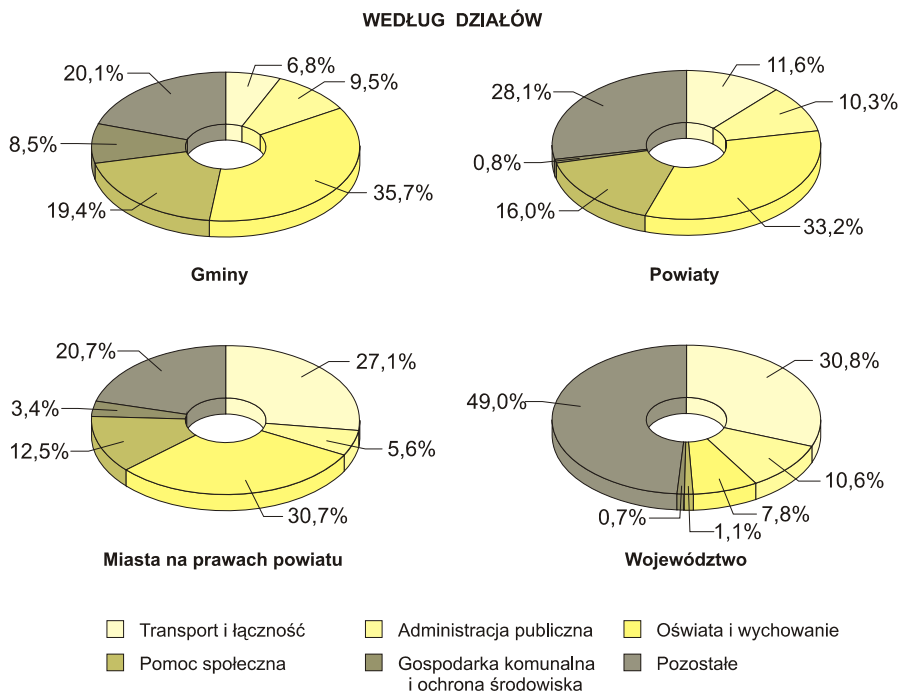 WEDŁUG DZIAŁÓW
6,8%
9,5%
20,1%
8,5%
35,7%
19,4%
Gminy
11,6%
10,3%
28,1%
0,8%
16,0%
33,2%
Powiaty
20,7%
27,1%
3,4%
12,5%
5,6%
30,7%
Miasta na prawach powiatu
30,8%
49,0%
10,6%
0,7%
7,8%
1,1%
Województwo
Transport i łączność
Administracja publiczna
Oświata i wychowanie
Pomoc społeczna
Gospodarka komunalna
i ochrona środowiska
Pozostałe